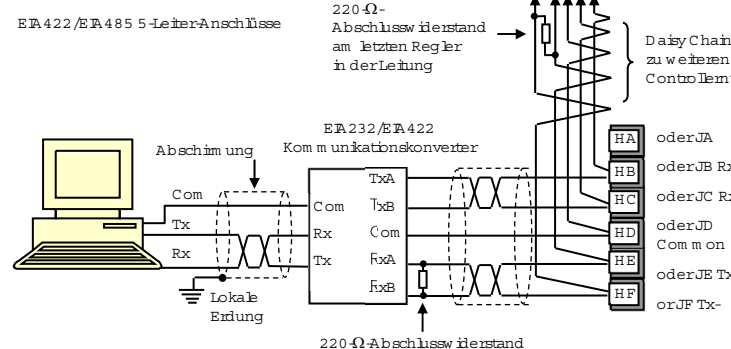 EIA422/EIA485 5-Leiter-Anschlüsse
220-Ω-
Abschlusswiderstand
am letzten Regler
in der Leitung
Daisy Chain
zu weiteren
Controllern
EIA232/EIA422
Kommunikationskonverter
Abschirmung
Com
Tx
Rx
Com
Rx
Tx
TxA
TxB
Com
RxA
RxB
HA oder JA
HB oder JB Rx
HC oder JC Rx
HD oder JD
Common
HE oder JE Tx
HF or JF Tx-
Lokale
Erdung
220-Ω-Abschlusswiderstand